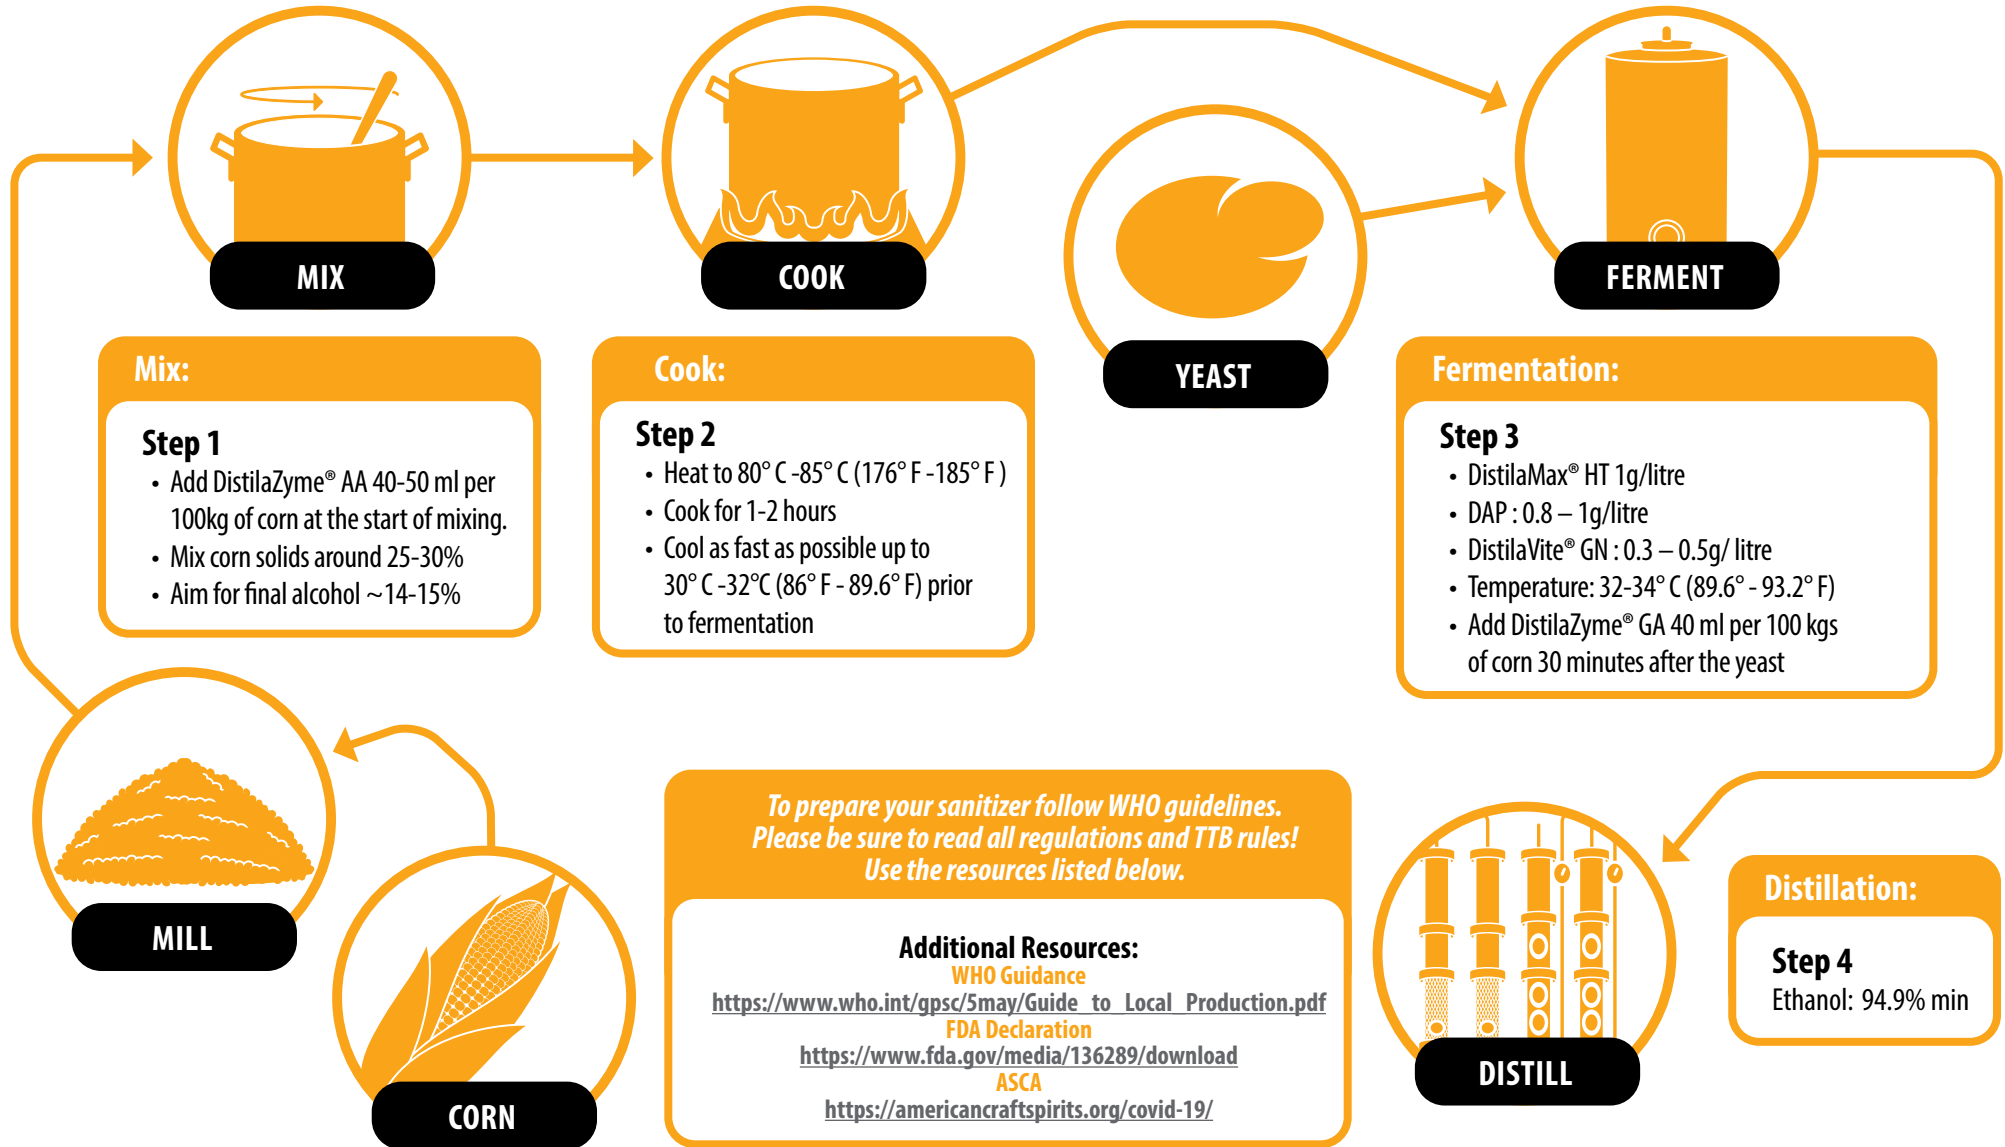 MIX
COOK
YEAST
FERMENT
Mix:
Step 1
• Add DistilaZyme® AA 40-50 ml per
100kg of corn at the start of mixing.
• Mix corn solids around 25-30%
• Aim for final alcohol ~14-15%
Cook:
Step 2
• Heat to 80° C -85° C (176° F -185° F )
• Cook for 1-2 hours
• Cool as fast as possible up to
30° C -32°C (86° F - 89.6° F) prior
to fermentation
Fermentation:
Step 3
• DistilaMax® HT 1g/litre
• DAP : 0.8 – 1g/litre
• DistilaVite® GN : 0.3 – 0.5g/ litre
• Temperature: 32-34° C (89.6° - 93.2° F)
• Add DistilaZyme® GA 40 ml per 100 kgs
of corn 30 minutes after the yeast
MILL
CORN
To prepare your sanitizer follow WHO guidelines.
Please be sure to read all regulations and TTB rules!
Use the resources listed below.
Additional Resources:
WHO Guidance
https://www.who.int/gpsc/5may/Guide_to_Local_Production.pdf
FDA Declaration
https://www.fda.gov/media/136289/download
ASCA
https://americancraftspirits.org/covid-19/
DISTILL
Distillation:
Step 4
Ethanol: 94.9% min